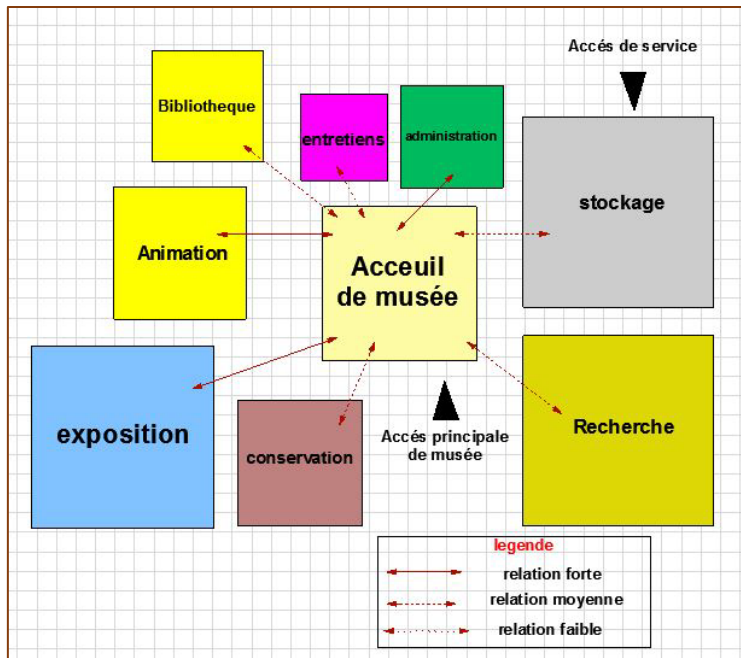 Accés de service
Bibliotheque
entretiens
administration
stockage
Animation
Acceuil
de musée
exposition
conservation
Accés principale
de musée
Recherche
legende
relation forte
relation moyenne
relation faible